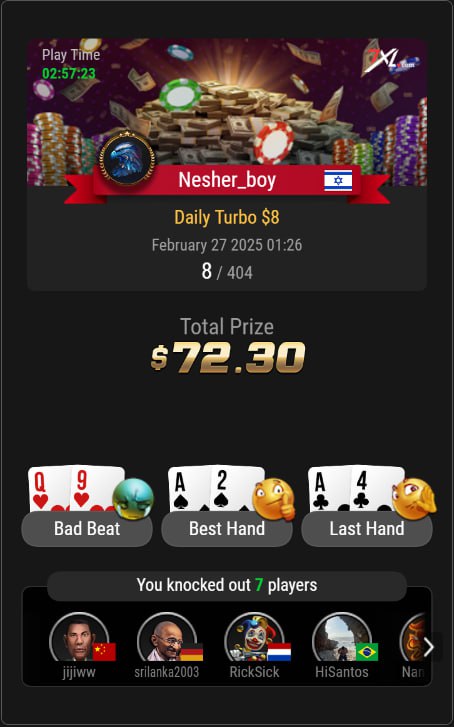 Play Time
02:57:23
7XL.com
Nesher_boy
Daily Turbo $8
February 27 2025 01:26
8 / 404
Total Prize
$72.30
Q 9
A 2
A 4
Bad Beat
Best Hand
Last Hand
You knocked out 7 players
jijiww
srilanka2003
RickSick
HiSantos
Nan